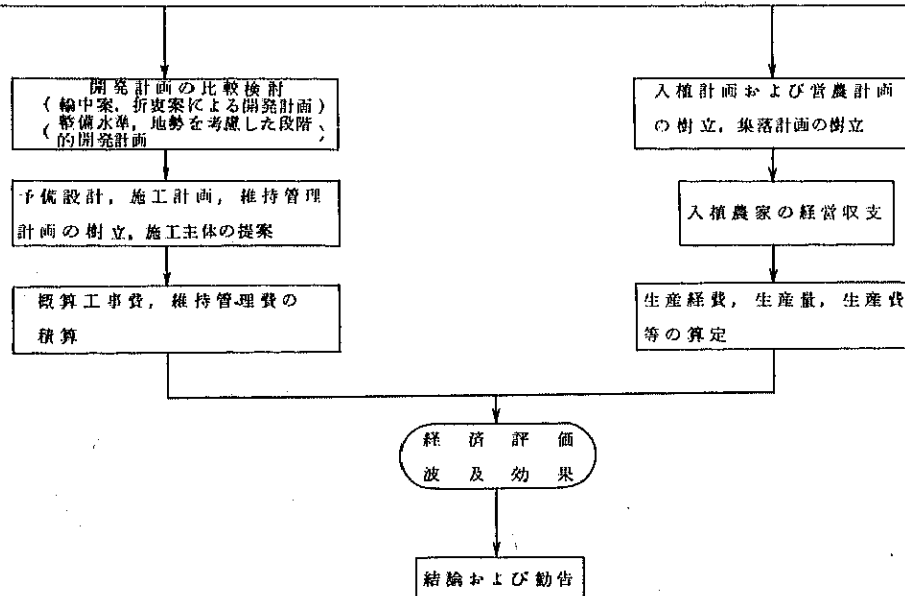 開発計画の比較検討
(輪中案,折衷案による開発計画)
(整備水準,地勢を考慮した段階
的開発計画)
予備設計,施工計画,維持管理
計画の樹立,施工主体の提案
概算工事費,維持管理費の
積算
入植計画および営農計画
の樹立,集落計画の樹立
入植農家の経営収支
生産経費,生産量,生産費
等の算定
経済評価
波及効果
結論および勧告